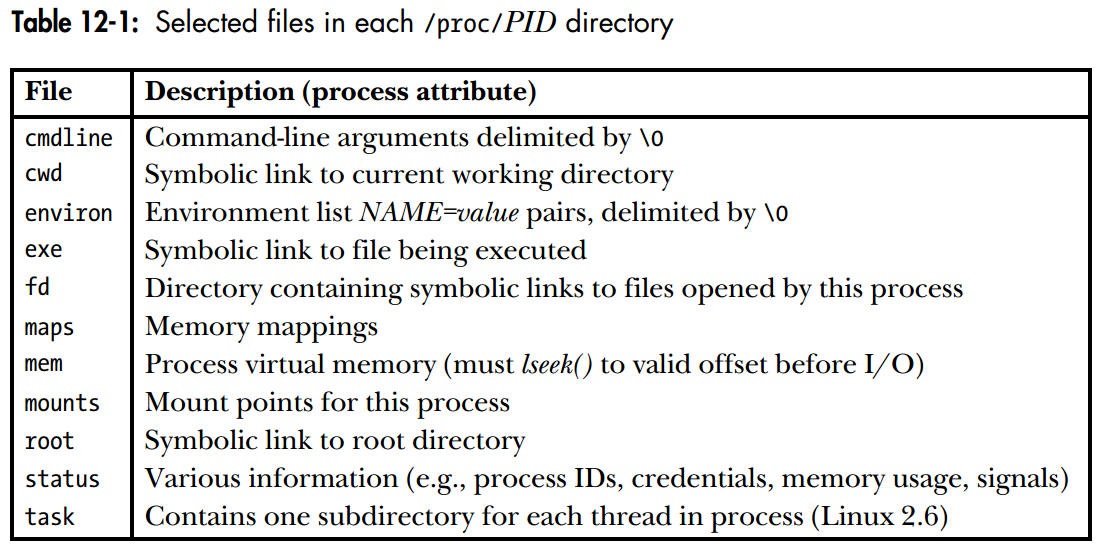 Table 12-1: Selected files in each /proc/PID directory
File Description (process attribute)
cmdline Command-line arguments delimited by \0
cwd Symbolic link to current working directory
environ Environment list NAME=value pairs, delimited by \0
exe Symbolic link to file being executed
fd Directory containing symbolic links to files opened by this process
maps Memory mappings
mem Process virtual memory (must lseek() to valid offset before I/O)
mounts Mount points for this process
root Symbolic link to root directory
status Various information (e.g., process IDs, credentials, memory usage, signals)
task Contains one subdirectory for each thread in process (Linux 2.6)